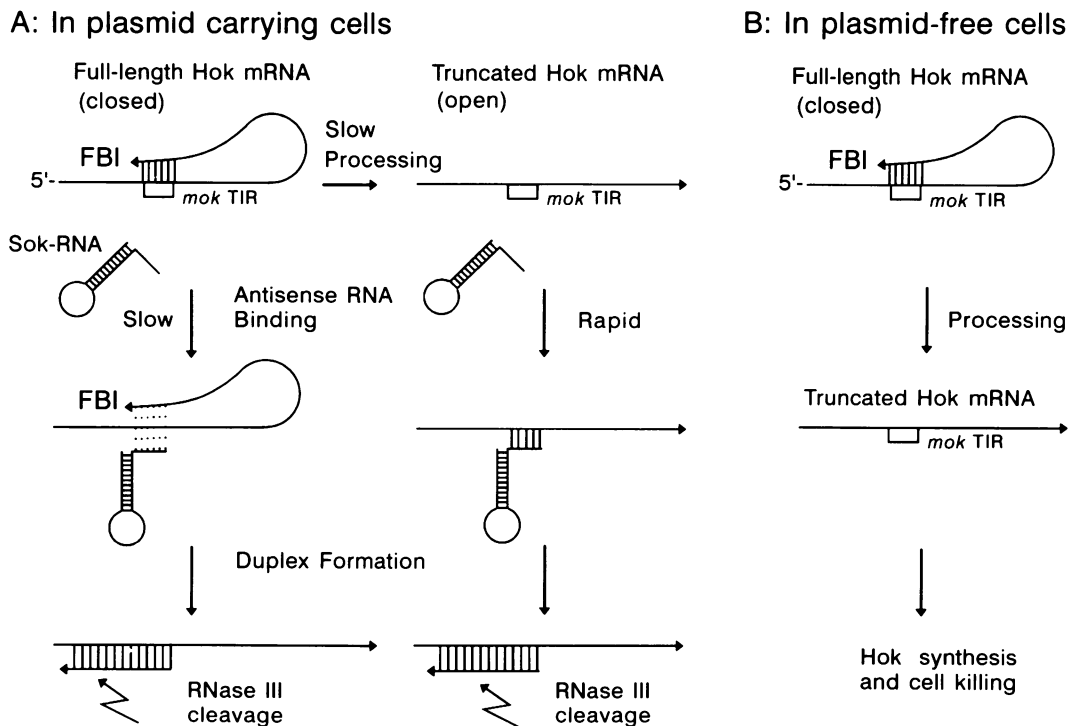 A: In plasmid carrying cells
Full-length Hok mRNA
(closed)
FBI
5'-
mok TIR
Slow
Processing
Truncated Hok mRNA
(open)
mok TIR
Sok-RNA
Slow
Antisense RNA
Binding
Rapid
FBI
Duplex Formation
RNase III
cleavage
RNase III
cleavage
B: In plasmid-free cells
Full-length Hok mRNA
(closed)
FBI
5'-
mok TIR
Processing
Truncated Hok mRNA
mok TIR
Hok synthesis
and cell killing